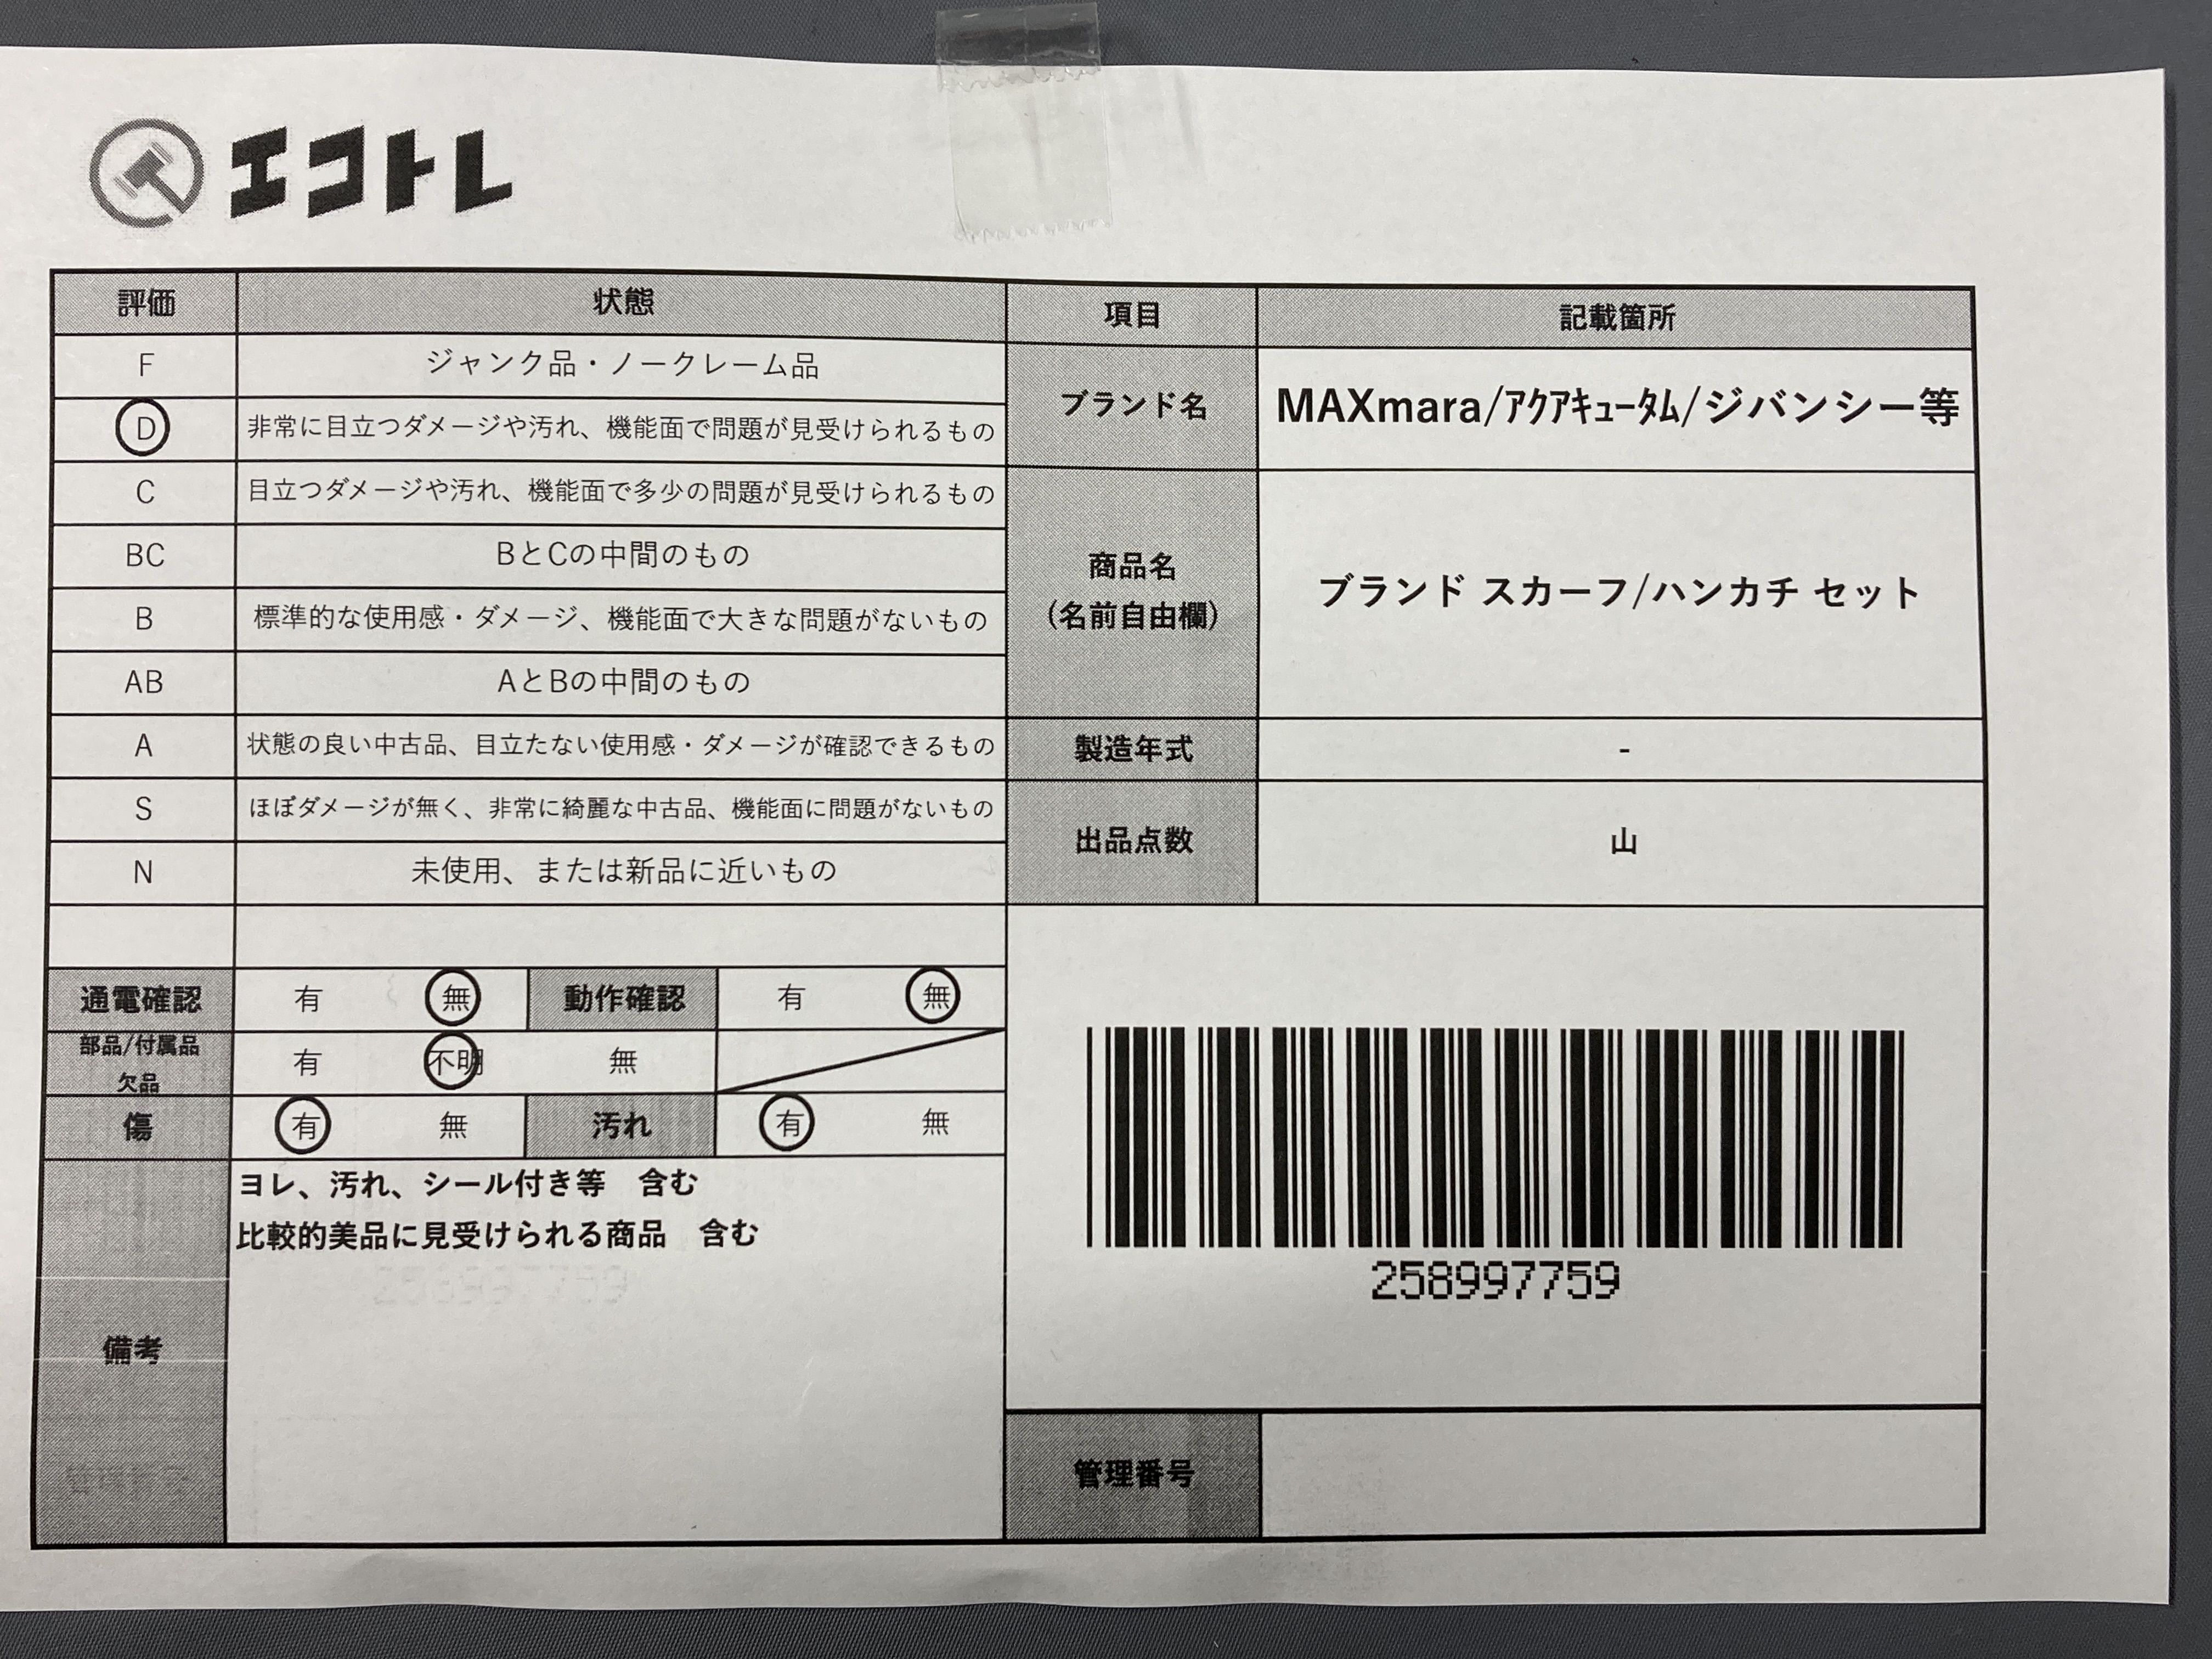 エコトレ
評価 状態 項目 記載箇所
F ジャンク品・ノークレーム品
D 非常に目立つダメージや汚れ、機能面で問題が見受けられるもの
ブランド名 MAXmara/ｱｸｱｷｭｰﾀﾑ/ジバンシー等
C 目立つダメージや汚れ、機能面で多少の問題が見受けられるもの
BC BとCの中間のもの
B 標準的な使用感・ダメージ、機能面で大きな問題がないもの
AB AとBの中間のもの
商品名
(名前自由欄)
ブランド スカーフ/ハンカチ セット
A 状態の良い中古品、目立たない使用感・ダメージが確認できるもの
製造年式 -
S ほぼダメージが無く、非常に綺麗な中古品、機能面に問題がないもの
N 未使用、または新品に近いもの
出品点数 山
通電確認 有 無 動作確認 有 無
部品/付属品
欠品
有 不明 無
傷 有 無 汚れ 有 無
備考
ヨレ、汚れ、シール付き等 含む
比較的美品に見受けられる商品 含む
258997759
管理番号